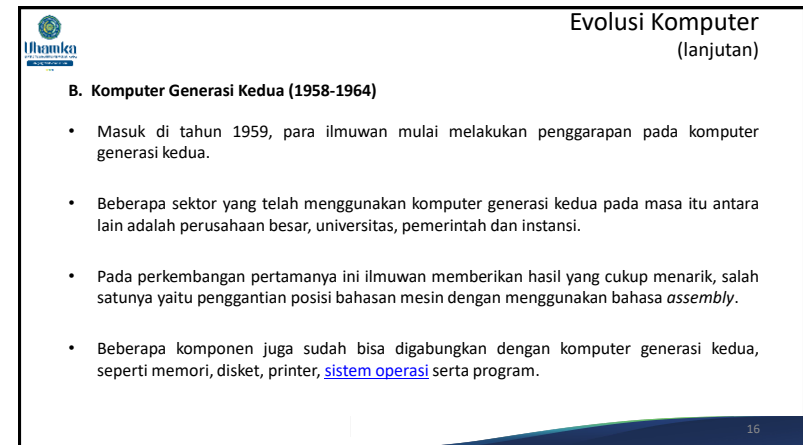 Evolusi Komputer
(lanjutan)
Uhamka
B. Komputer Generasi Kedua (1958-1964)
• Masuk di tahun 1959, para ilmuwan mulai melakukan penggarapan pada komputer
generasi kedua.
• Beberapa sektor yang telah menggunakan komputer generasi kedua pada masa itu antara
lain adalah perusahaan besar, universitas, pemerintah dan instansi.
• Pada perkembangan pertamanya ini ilmuwan memberikan hasil yang cukup menarik, salah
satunya yaitu penggantian posisi bahasan mesin dengan menggunakan bahasa assembly.
• Beberapa komponen juga sudah bisa digabungkan dengan komputer generasi kedua,
seperti memori, disket, printer, sistem operasi serta program.
16